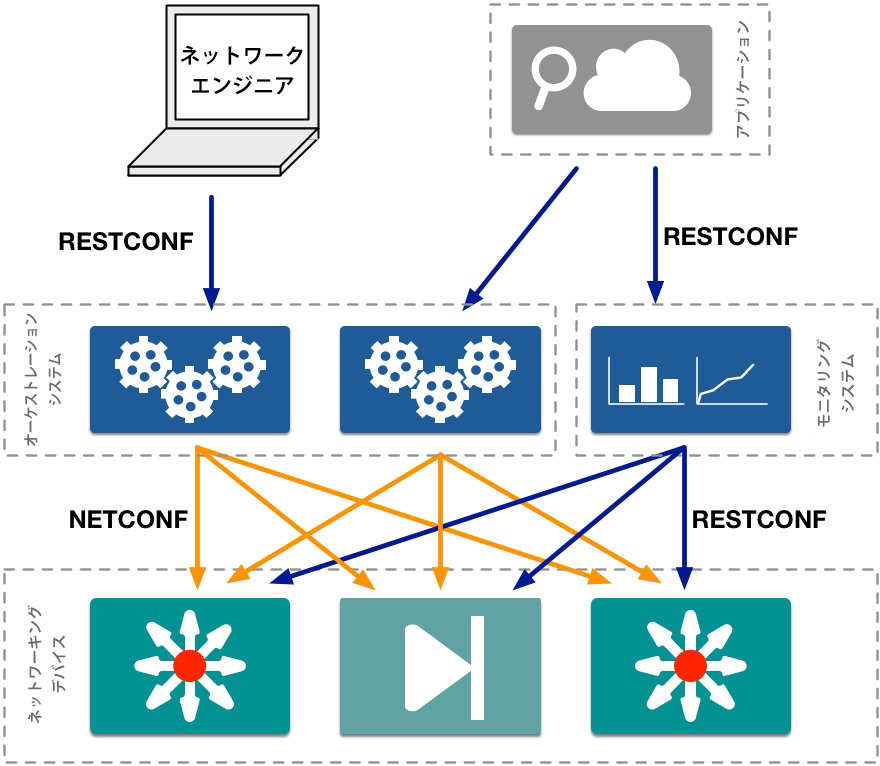 ネットワーク
エンジニア
アプリケーション
RESTCONF
RESTCONF
オーケストレーション
システム
モニタリング
システム
NETCONF
RESTCONF
ネットワーキング
デバイス